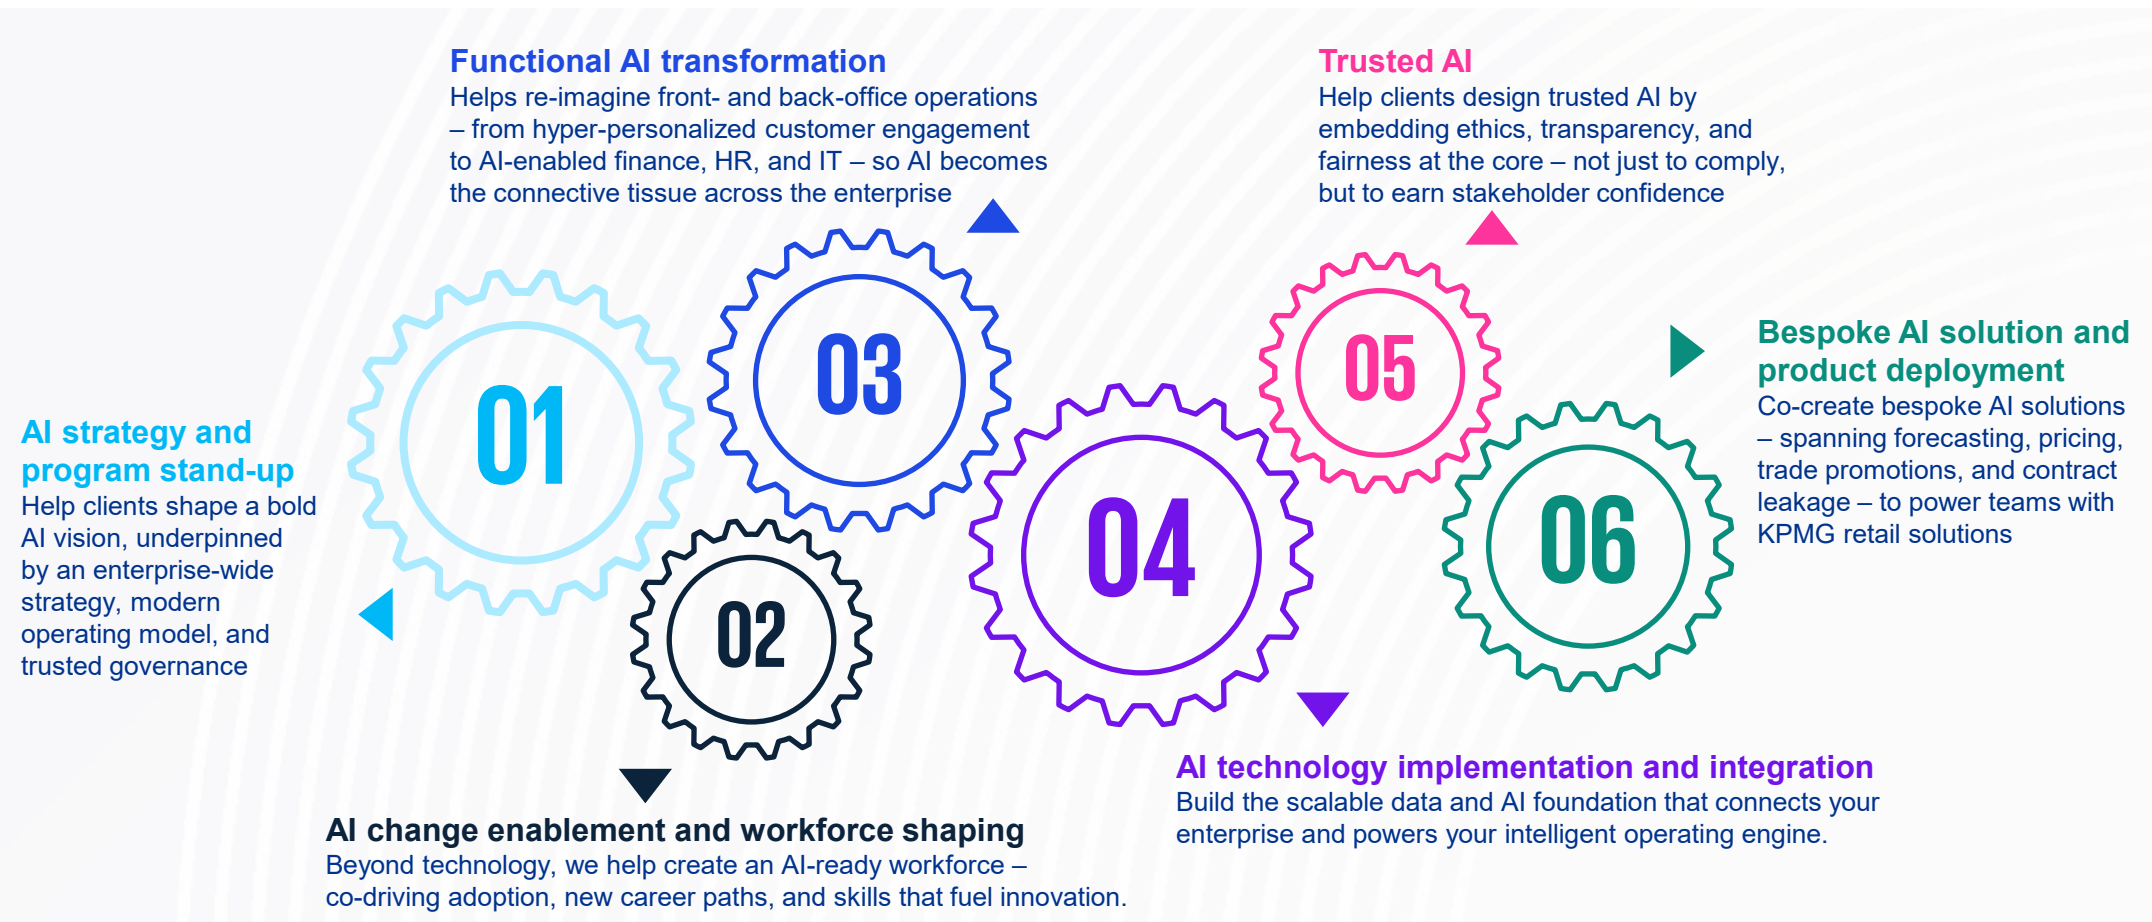 01
AI strategy and
program stand-up
Help clients shape a bold
AI vision, underpinned
by an enterprise-wide
strategy, modern
operating model, and
trusted governance
02
AI change enablement and workforce shaping
Beyond technology, we help create an AI-ready workforce –
co-driving adoption, new career paths, and skills that fuel innovation.
03
Functional AI transformation
Helps re-imagine front- and back-office operations
– from hyper-personalized customer engagement
to AI-enabled finance, HR, and IT – so AI becomes
the connective tissue across the enterprise
04
AI technology implementation and integration
Build the scalable data and AI foundation that connects your
enterprise and powers your intelligent operating engine.
05
Trusted AI
Help clients design trusted AI by
embedding ethics, transparency, and
fairness at the core – not just to comply,
but to earn stakeholder confidence
06
Bespoke AI solution and
product deployment
Co-create bespoke AI solutions
– spanning forecasting, pricing,
trade promotions, and contract
leakage – to power teams with
KPMG retail solutions